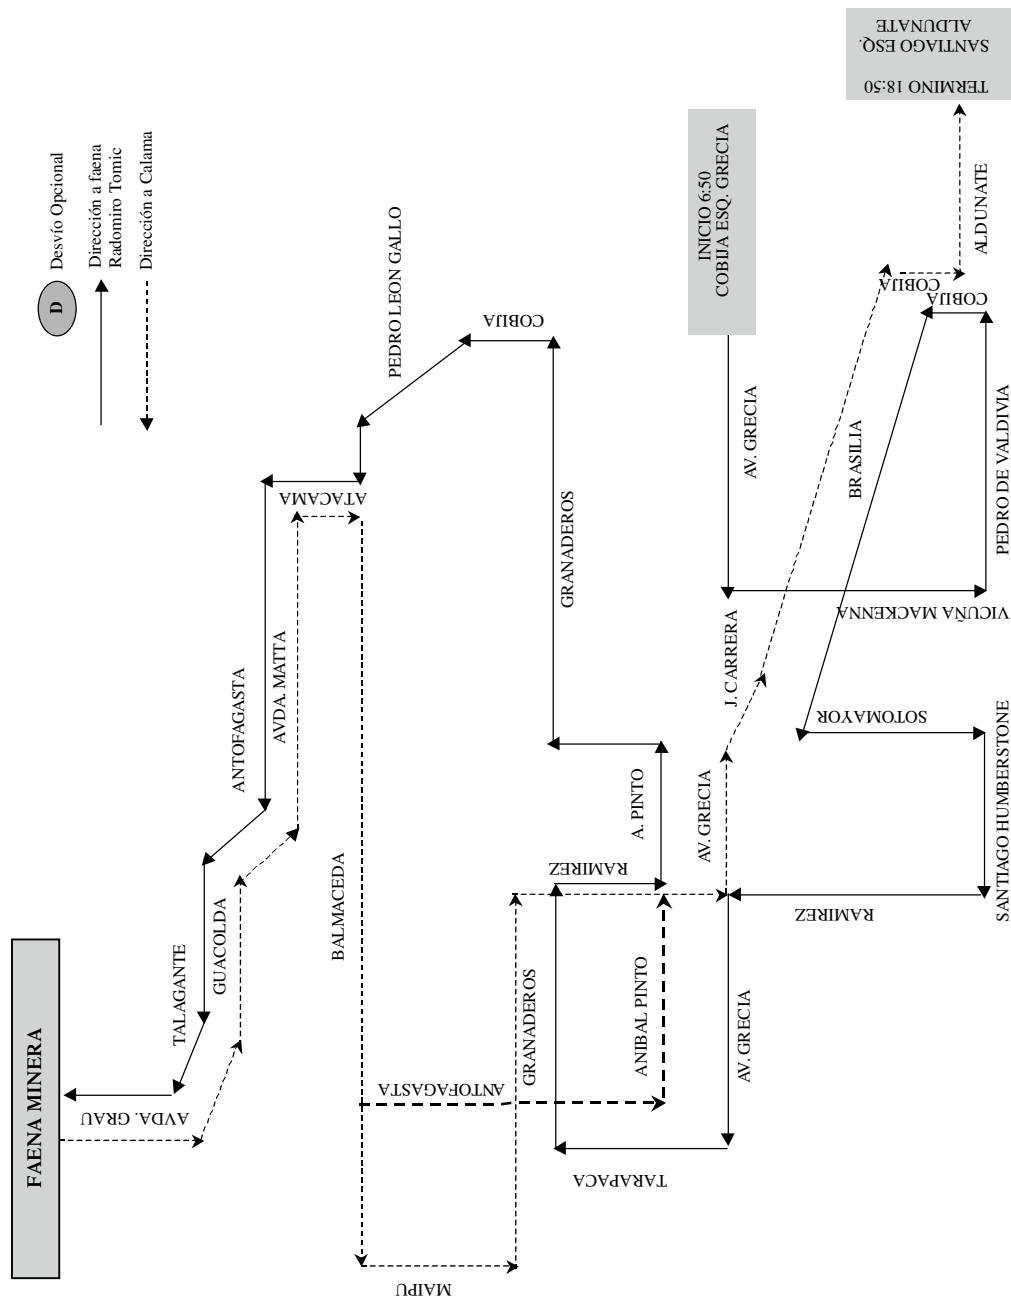 FAENA MINERA
D
Desvío Opcional
Dirección a faena
Radomiro Tomic
Dirección a Calama
AVDA. GRAU
TALAGANTE
GUACOLDA
ANTOFAGASTA
AVDA. MATTA
ATACAMA
PEDRO LEON GALLO
COBIJA
BALMACEDA
MAIPU
ANTOFAGASTA
GRANADEROS
GRANADEROS
TARAPACA
RAMIREZ
A. PINTO
ANIBAL PINTO
AV. GRECIA
AV. GRECIA
J. CARRERA
AV. GRECIA
INICIO 6:50
COBIJA ESQ. GRECIA
BRASILIA
SOTOMAYOR
RAMIREZ
SANTIAGO HUMBERSTONE
VICUÑA MACKENNA
PEDRO DE VALDIVIA
COBIJA
COBIJA
ALDUNATE
TERMINO 18:50
SANTIAGO ESQ.
ALDUNATE